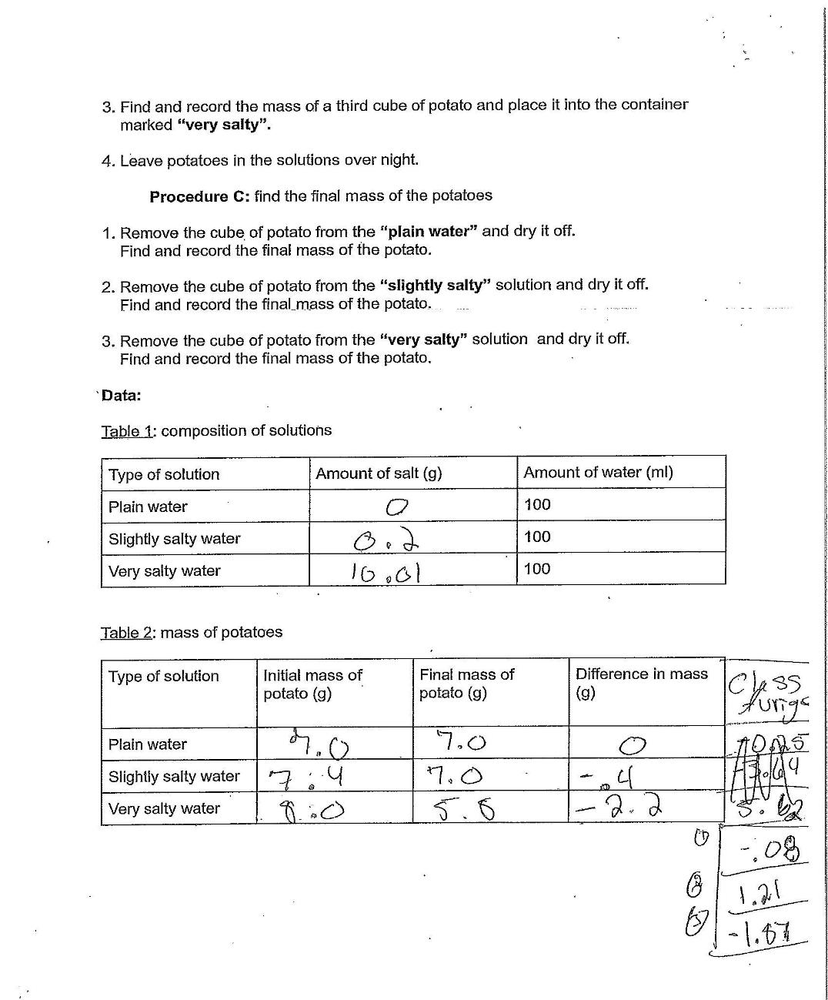 3. Find and record the mass of a third cube of potato and place it into the container
marked “very salty”.
4. Leave potatoes in the solutions over night.
Procedure C: find the final mass of the potatoes
1. Remove the cube of potato from the “plain water” and dry it off.
Find and record the final mass of the potato.
2. Remove the cube of potato from the “slightly salty” solution and dry it off.
Find and record the final mass of the potato.
3. Remove the cube of potato from the “very salty” solution and dry it off.
Find and record the final mass of the potato.
Data:
Table 1: composition of solutions
Type of solution Amount of salt (g) Amount of water (ml)
Plain water 0 100
Slightly salty water 0.2 100
Very salty water 10.01 100
Table 2: mass of potatoes
Type of solution Initial mass of potato (g) Final mass of potato (g) Difference in mass (g) Class
Plain water 7.0 7.0 0
Slightly salty water 7.4 7.0 -.4
Very salty water 8.0 5.8 -2.2
① -.08
② 1.21
③ -1.87